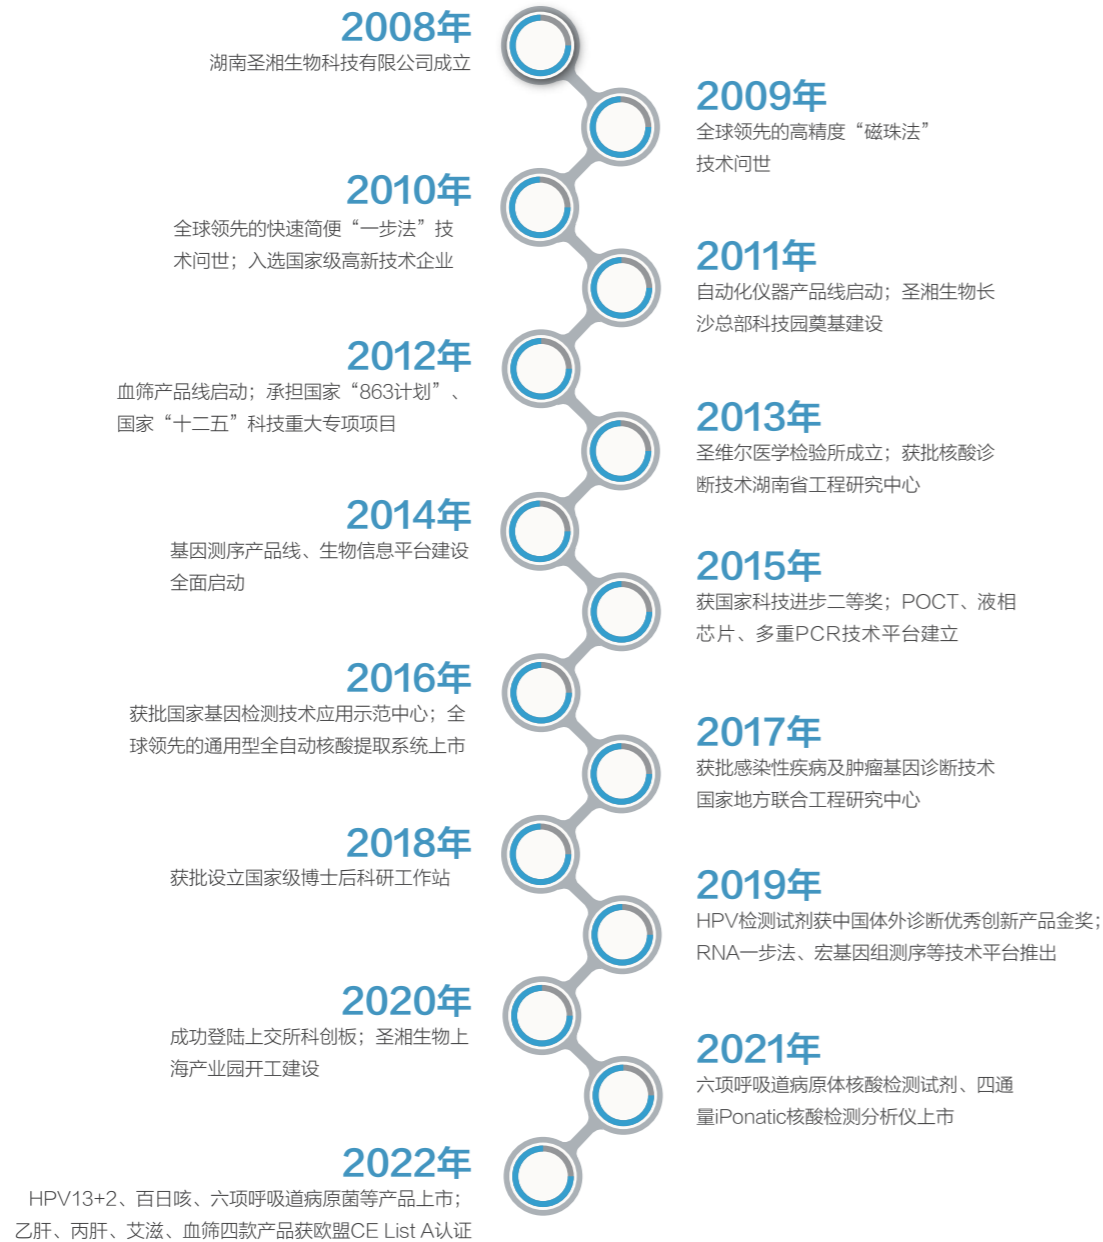 2008年
湖南圣湘生物科技有限公司成立
2009年
全球领先的高精度“磁珠法”
技术问世
2010年
全球领先的快速简便“一步法”技
术问世；入选国家级高新技术企业
2011年
自动化仪器产品线启动；圣湘生物长
沙总部科技园奠基建设
2012年
血筛产品线启动；承担国家“863计划”、
国家“十二五”科技重大专项项目
2013年
圣维尔医学检验所成立；获批核酸诊
断技术湖南省工程研究中心
2014年
基因测序产品线、生物信息平台建设
全面启动
2015年
获国家科技进步二等奖；POCT、液相
芯片、多重PCR技术平台建立
2016年
获批国家基因检测技术应用示范中心；全
球领先的通用型全自动核酸提取系统上市
2017年
获批感染性疾病及肿瘤基因诊断技术
国家地方联合工程研究中心
2018年
获批设立国家级博士后科研工作站
2019年
HPV检测试剂获中国体外诊断优秀创新产品金奖；
RNA一步法、宏基因组测序等技术平台推出
2020年
成功登陆上交所科创板；圣湘生物上
海产业园开工建设
2021年
六项呼吸道病原体核酸检测试剂、四通
量iPonatic核酸检测分析仪上市
2022年
HPV13+2、百日咳、六项呼吸道病原菌等产品上市；
乙肝、丙肝、艾滋、血筛四款产品获欧盟CE List A认证